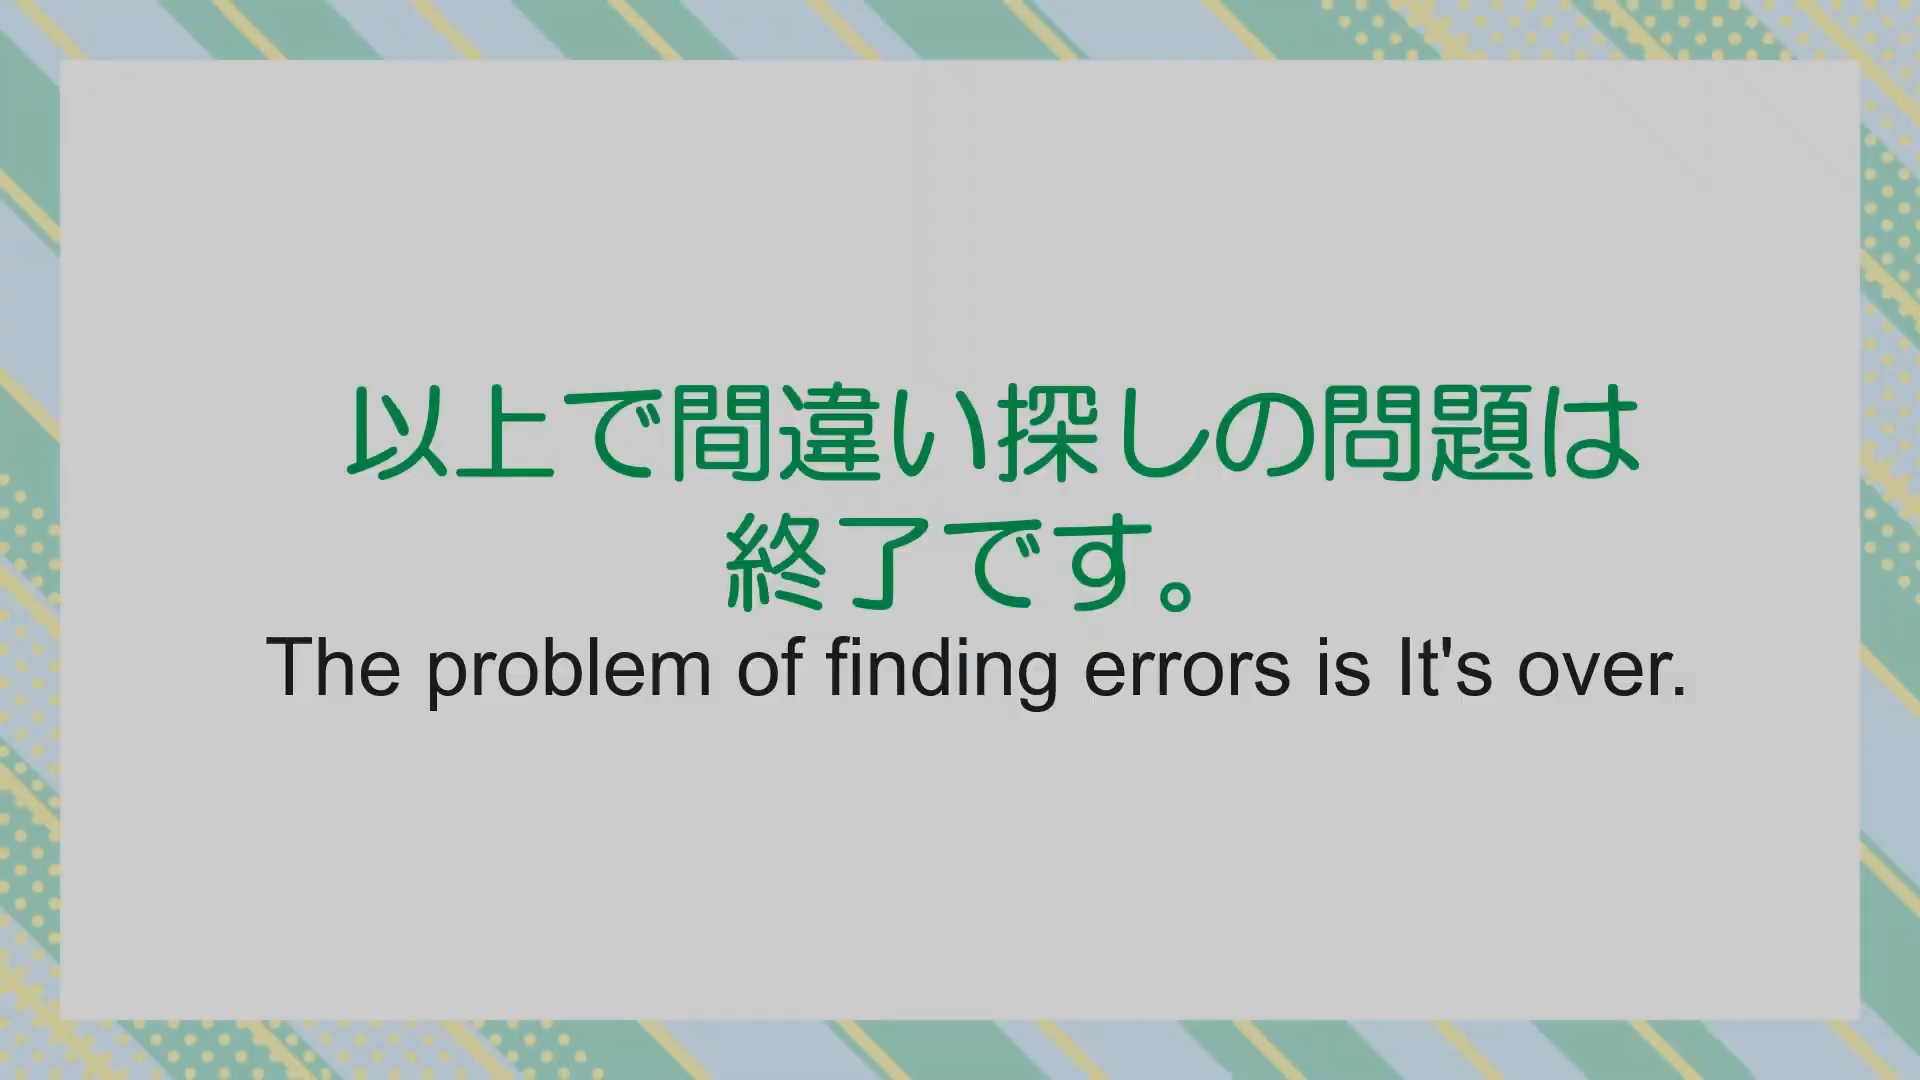 以上で間違い探しの問題は
終了です。
The problem of finding errors is It's over.